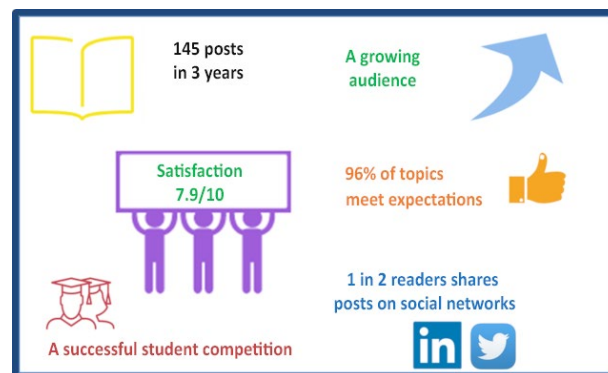 145 posts
in 3 years
A growing
audience
Satisfaction
7.9/10
96% of topics
meet expectations
A successful student competition
1 in 2 readers shares
posts on social networks
in